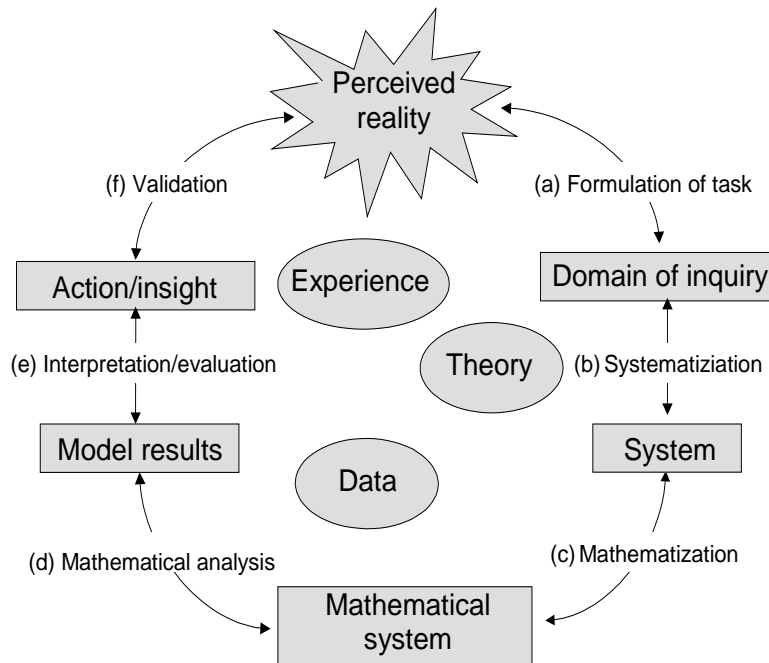 Perceived
reality
(f) Validation
(a) Formulation of task
Action/insight
Experience
Domain of inquiry
(e) Interpretation/evaluation
Theory
(b) Systematiziation
Model results
Data
System
(d) Mathematical analysis
(c) Mathematization
Mathematical
system